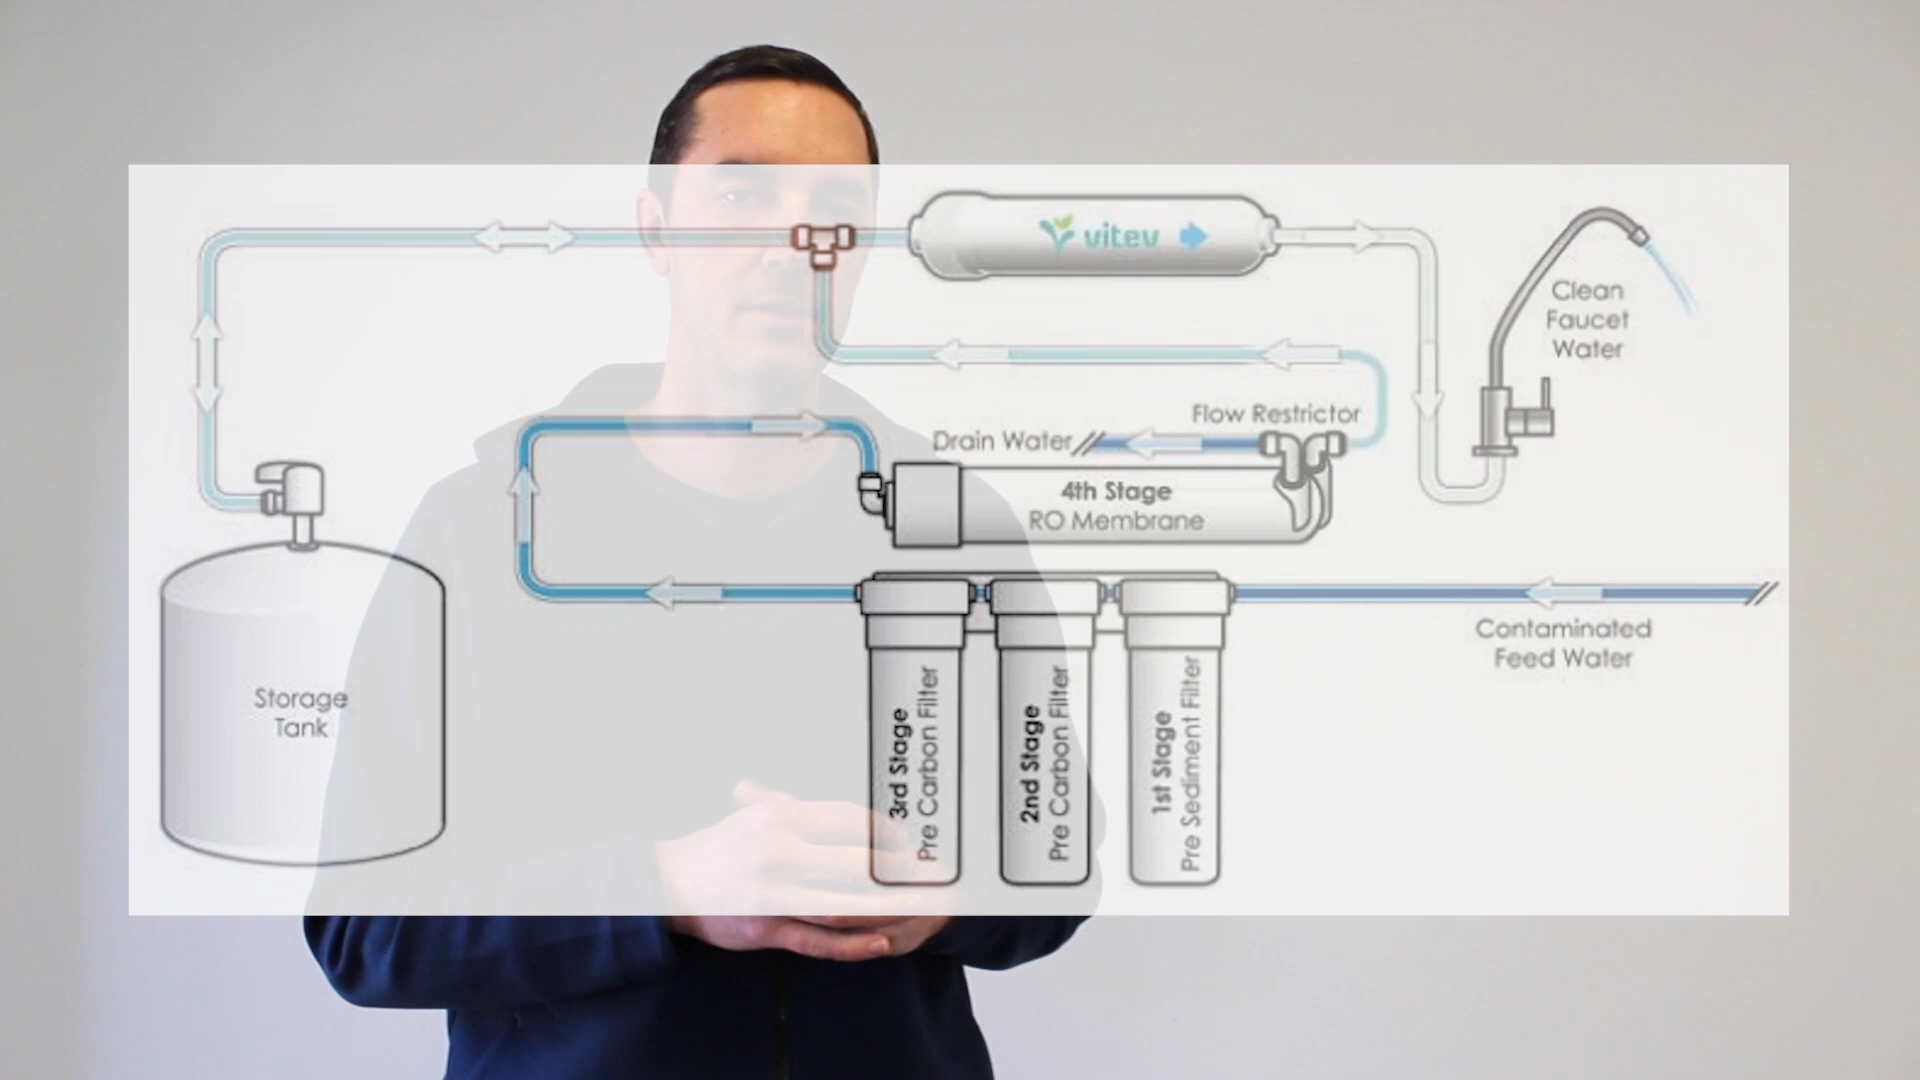 vitev
Clean
Faucet
Water
Flow Restrictor
Drain Water
4th Stage
RO Membrane
Contaminated
Feed Water
Storage
Tank
3rd Stage
Pre Carbon Filter
2nd Stage
Pre Carbon Filter
1st Stage
Pre Sediment Filter